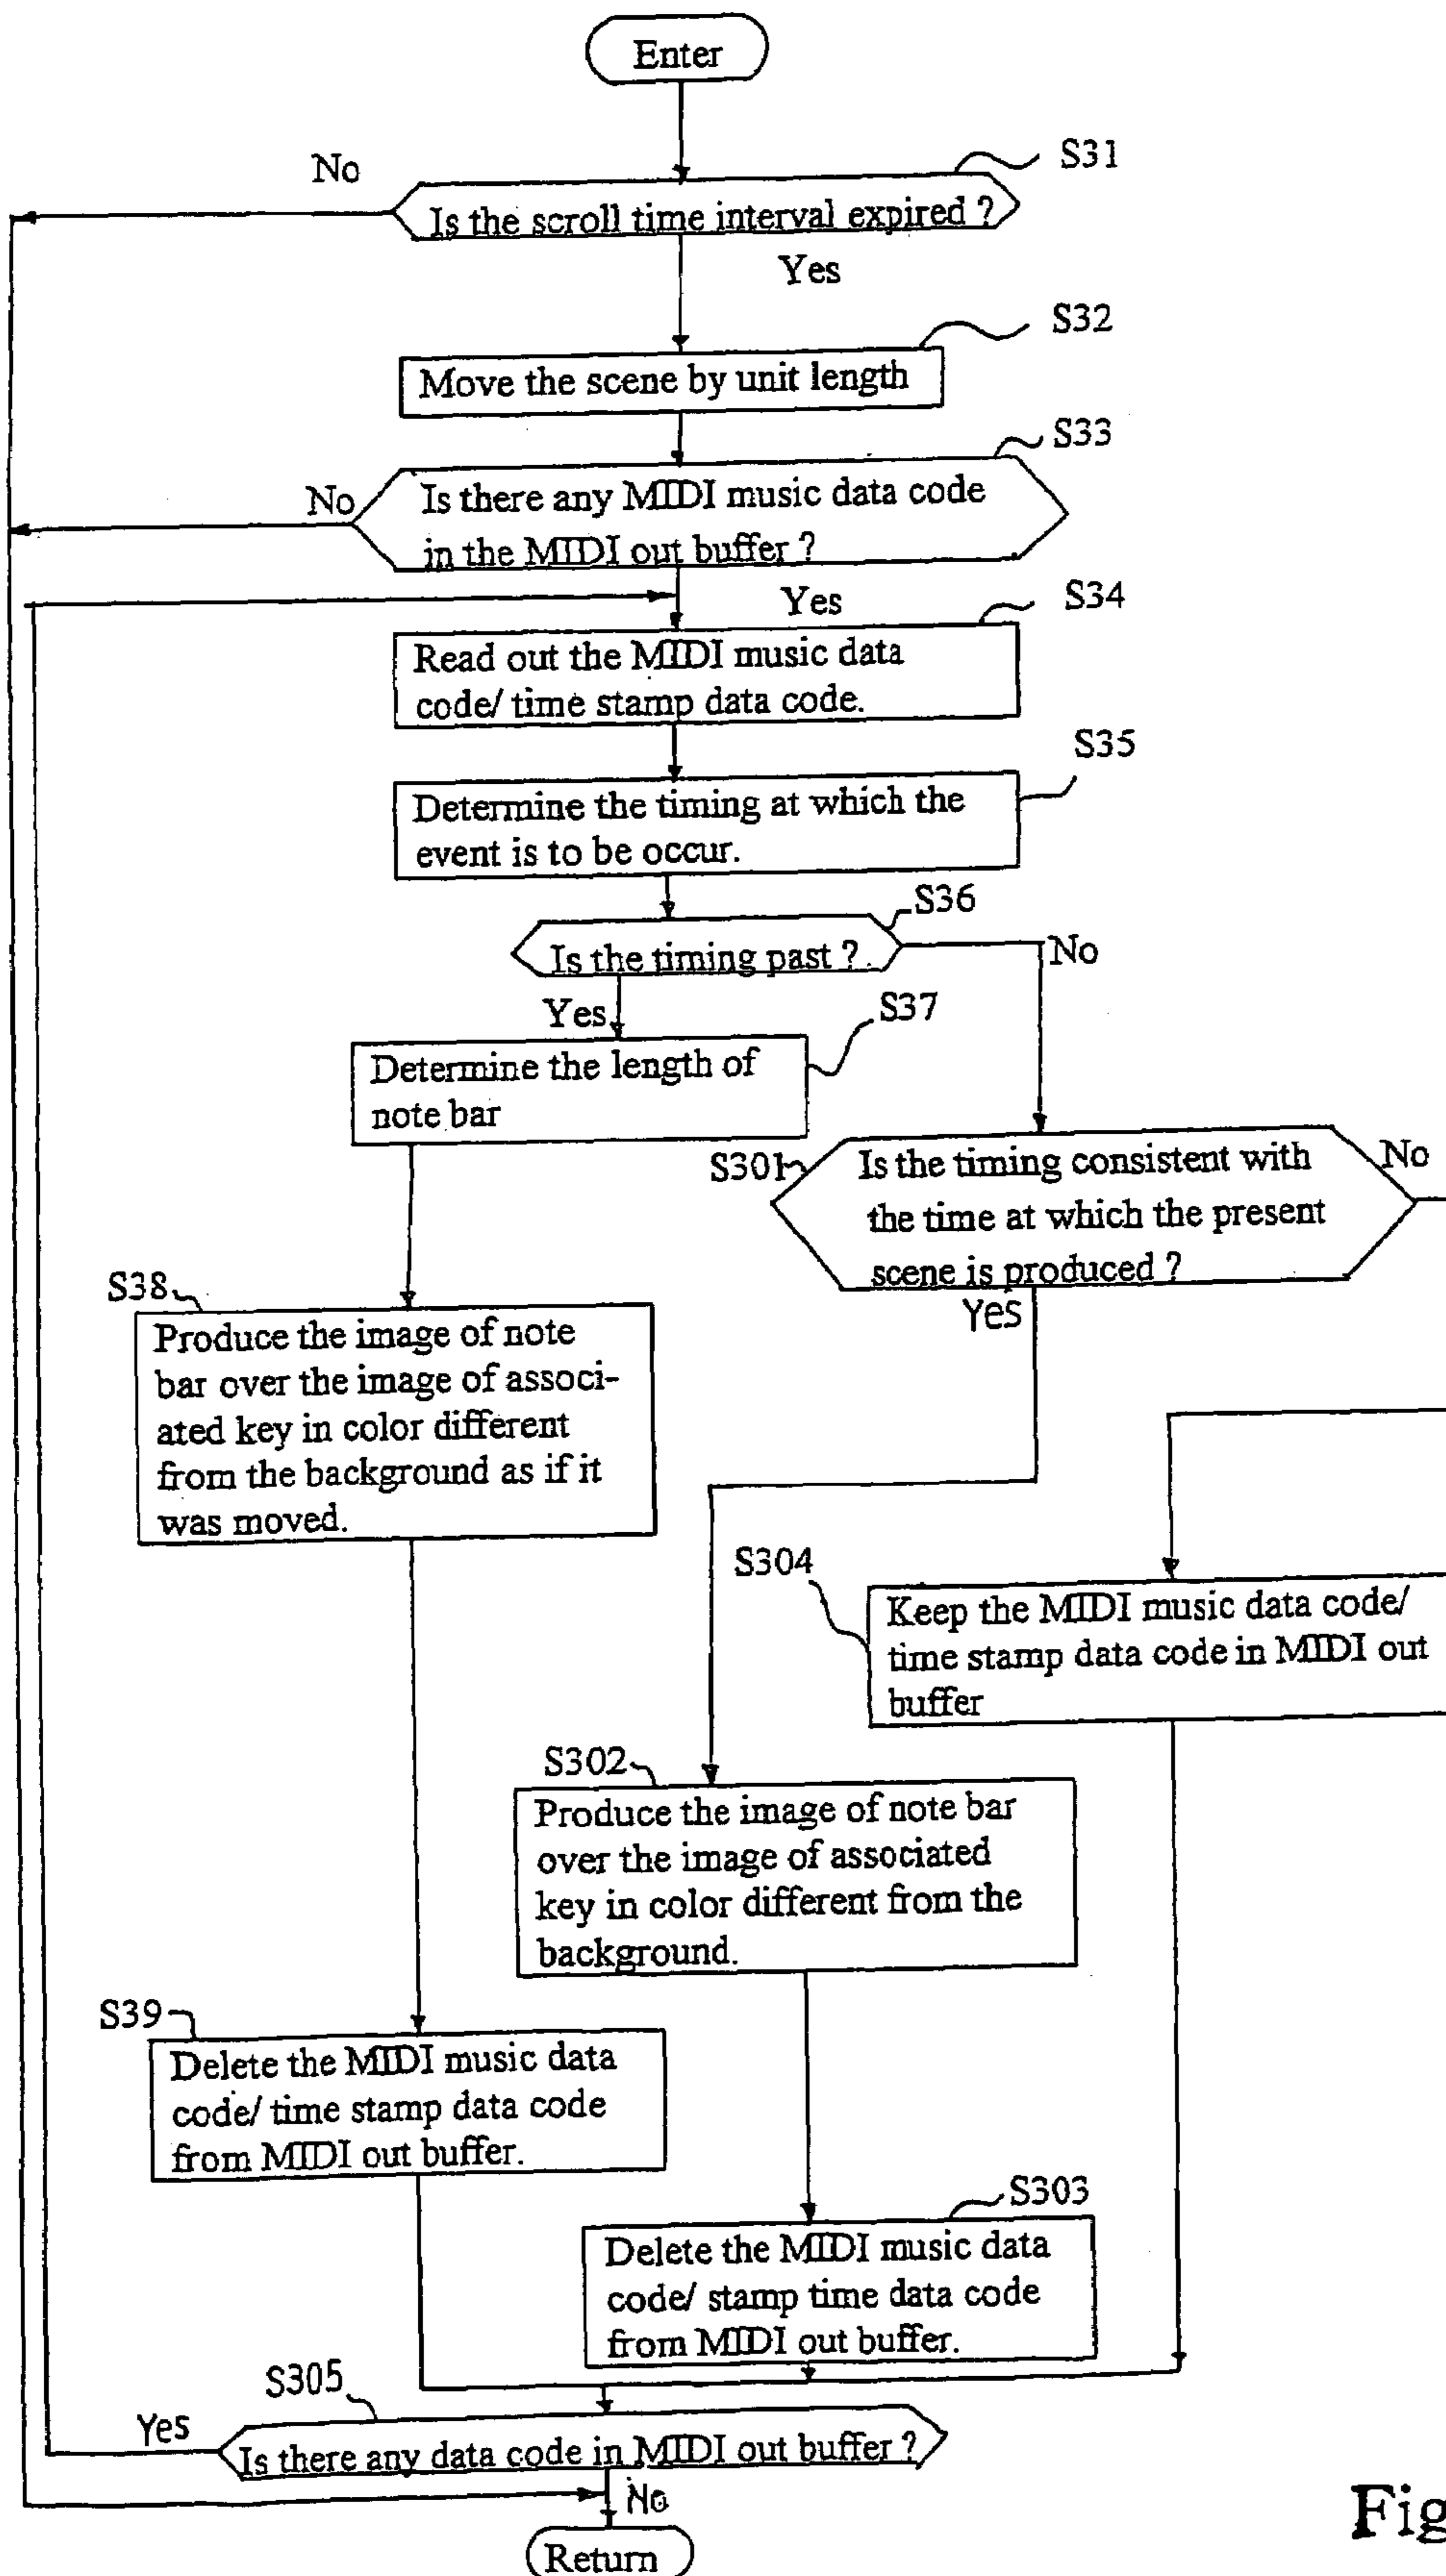 Enter
No
S31
Is the scroll time interval expired ?
Yes
S32
Move the scene by unit length
S33
No
Is there any MIDI music data code
in the MIDI out buffer ?
Yes
S34
Read out the MIDI music data
code/ time stamp data code.
S35
Determine the timing at which the
event is to be occur.
S36
Is the timing past ?
No
Yes
S37
Determine the length of
note bar
S301
Is the timing consistent with
the time at which the present
scene is produced ?
No
Yes
S38
Produce the image of note
bar over the image of associ-
ated key in color different
from the background as if it
was moved.
S304
Keep the MIDI music data code/
time stamp data code in MIDI out
buffer
S302
Produce the image of note bar
over the image of associated
key in color different from the
background.
S39
Delete the MIDI music data
code/ time stamp data code
from MIDI out buffer.
S303
Delete the MIDI music data
code/ stamp time data code
from MIDI out buffer.
S305
Yes
Is there any data code in MIDI out buffer ?
No
Return
Fig